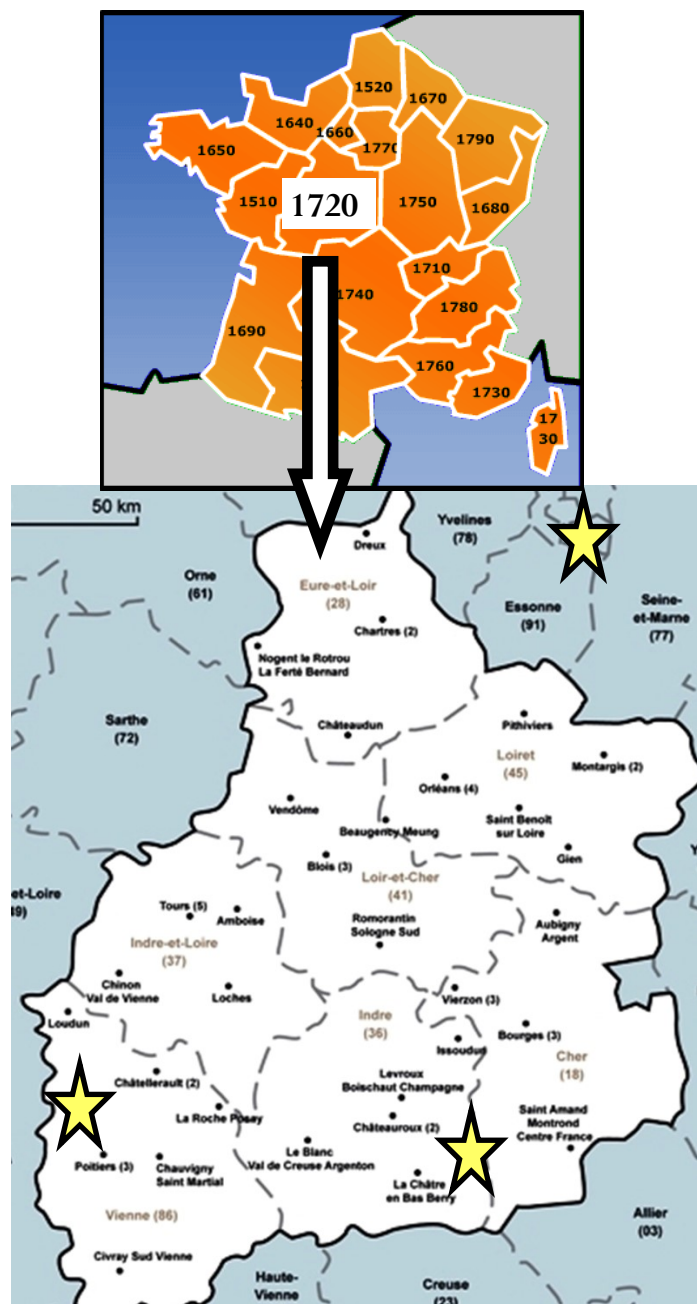 1520
1670
1640
1660
1770
1790
1650
1510
1720
1750
1680
1710
1740
1780
1690
1760
1730
17
30
50 km
Yvelines
(78)
Dreux
Orne
(61)
Eure-et-Loir
(28)
Essonne
(91)
Seine-
et-Marne
(77)
Chartres (2)
Nogent le Rotrou
La Ferté Bernard
Sarthe
(72)
Châteaudun
Pithiviers
Loiret
(45)
Montargis (2)
Orléans (4)
Vendôme
Beaugency Meung
Saint Benoît
sur Loire
Gien
Blois (3)
Loir-et-Cher
(41)
et-Loire
49)
Y
Tours (5)
Amboise
Aubigny
Argent
Romorantin
Sologne Sud
Indre-et-Loire
(37)
Chinon
Val de Vienne
Loches
Vierzon (3)
Loudun
Indre
(36)
Bourges (3)
Issoudun
Cher
(18)
Châtellerault (2)
Levroux
Boischaut Champagne
La Roche Posay
Châteauroux (2)
Saint Amand
Montrond
Centre France
Poitiers (3)
Chauvigny
Saint Martial
Le Blanc
Val de Creuse Argenton
La Châtre
en Bas Berry
Vienne (86)
Allier
(03)
Civray Sud Vienne
Haute-
Vienne
Creuse
(23)